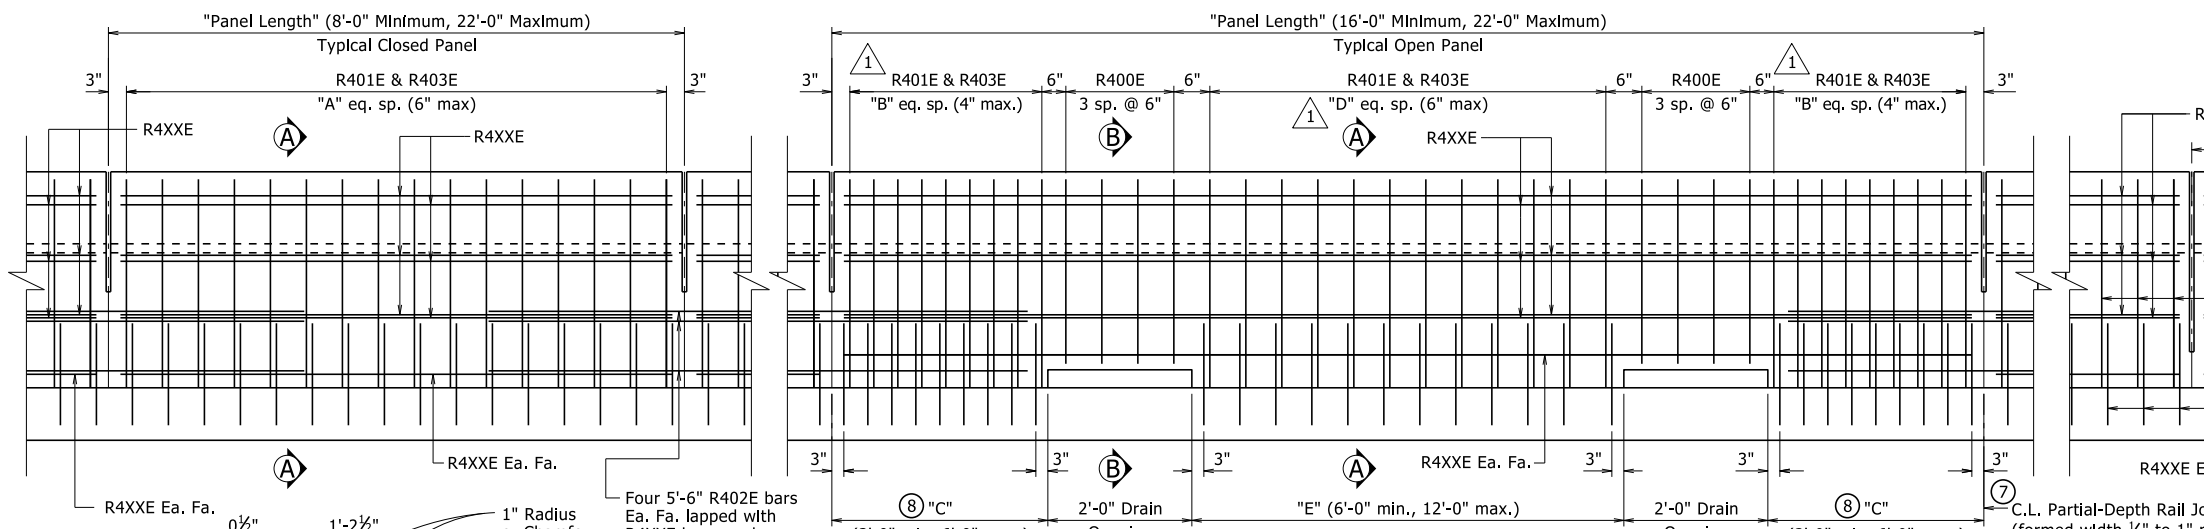 "Panel Length" (8'-0" Minimum, 22'-0" Maximum)
Typical Closed Panel
"Panel Length" (16'-0" Minimum, 22'-0" Maximum)
Typical Open Panel
3"
R401E & R403E
"A" eq. sp. (6" max)
3"
3"
1
R401E & R403E
"B" eq. sp. (4" max.)
6"
R400E
3 sp. @ 6"
6"
R401E & R403E
"D" eq. sp. (6" max)
1
6"
R400E
3 sp. @ 6"
6"
1
R401E & R403E
"B" eq. sp. (4" max.)
3"
R4XXE
A
R4XXE
B
A
R4XXE
R4XXE Ea. Fa.
A
R4XXE Ea. Fa.
3"
3"
B
3"
A
R4XXE Ea. Fa.
3"
3"
3"
R4XXE
0½"
1'-2½"
1" Radius
Four 5'-6" R402E bars
Ea. Fa. lapped with
8 "C"
2'-0" Drain
"E" (6'-0" min., 12'-0" max.)
2'-0" Drain
8 "C"
7
C.L. Partial-Depth Rail